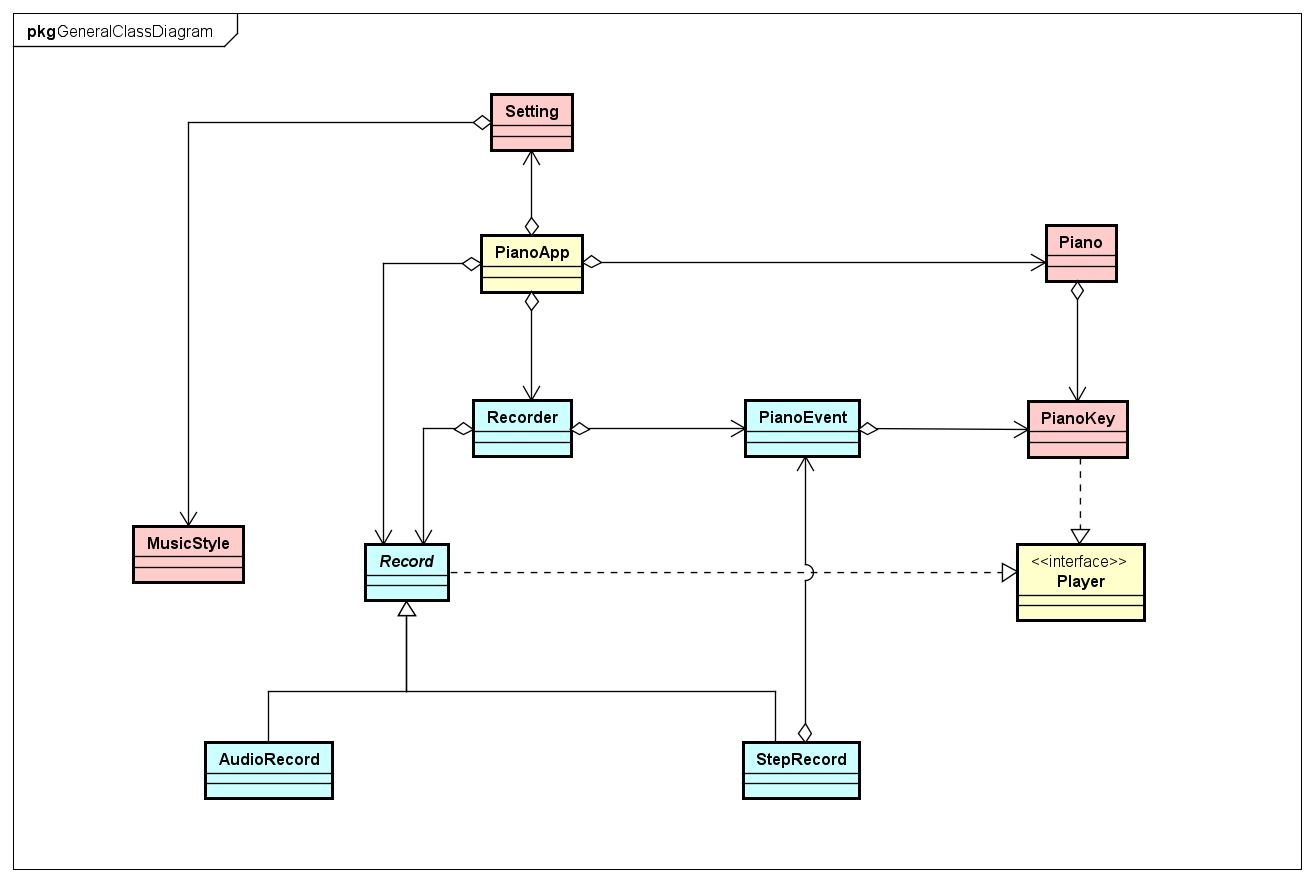 pkgGeneralClassDiagram
Setting
PianoApp
Piano
Recorder
PianoEvent
PianoKey
MusicStyle
Record
<<interface>>
Player
AudioRecord
StepRecord